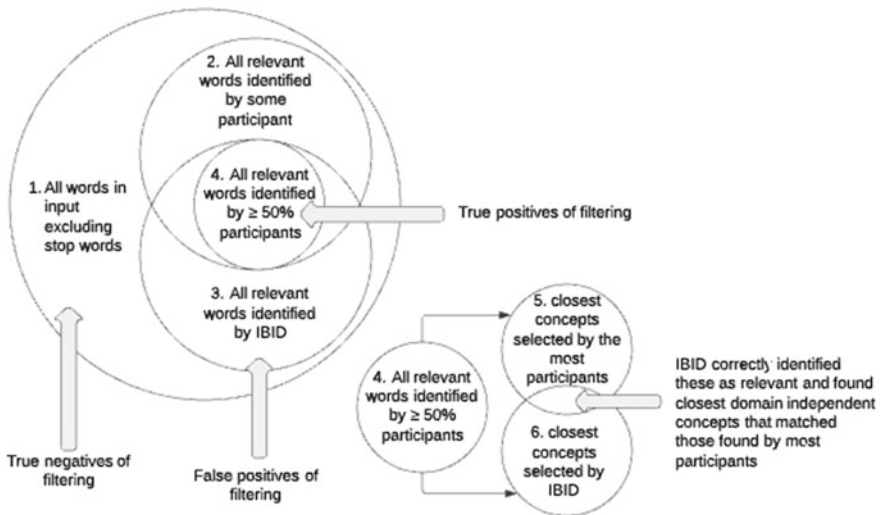 2. All relevant
words identified
by some
participant
1. All words in
input
excluding
stop words
4. All relevant
words identified
by ≥ 50%
participants
True positives of filtering
3. All relevant
words identified
by IBID
5. closest
concepts
selected by the
most
participants
4. All relevant
words identified
by ≥ 50%
participants
6. closest
concepts
selected by
IBID
IBID correctly identified
these as relevant and found
closest domain independent
concepts that matched
those found by most
participants
True negatives of
filtering
False positives of
filtering